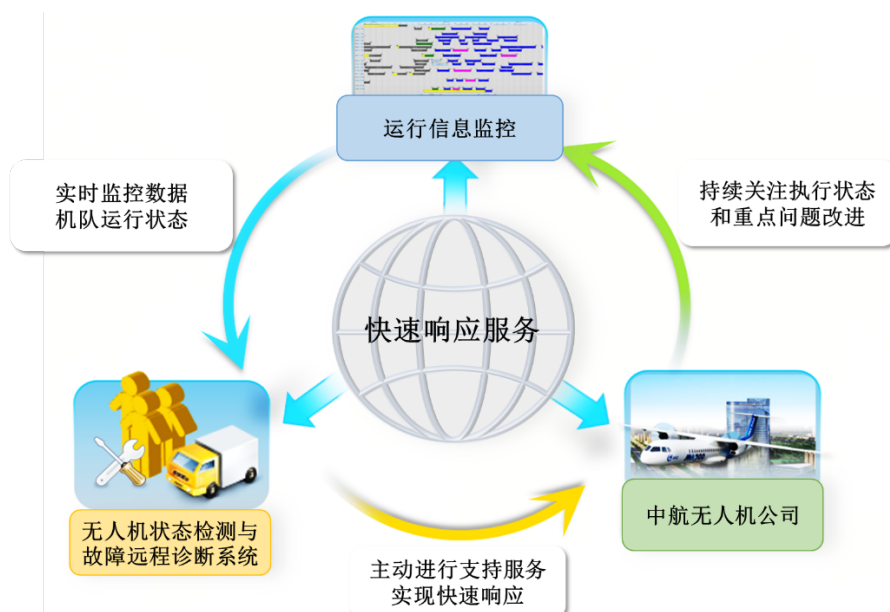 运行信息监控
实时监控数据
机队运行状态
持续关注执行状态
和重点问题改进
快速响应服务
无人机状态检测与
故障远程诊断系统
中航无人机公司
主动进行支持服务
实现快速响应